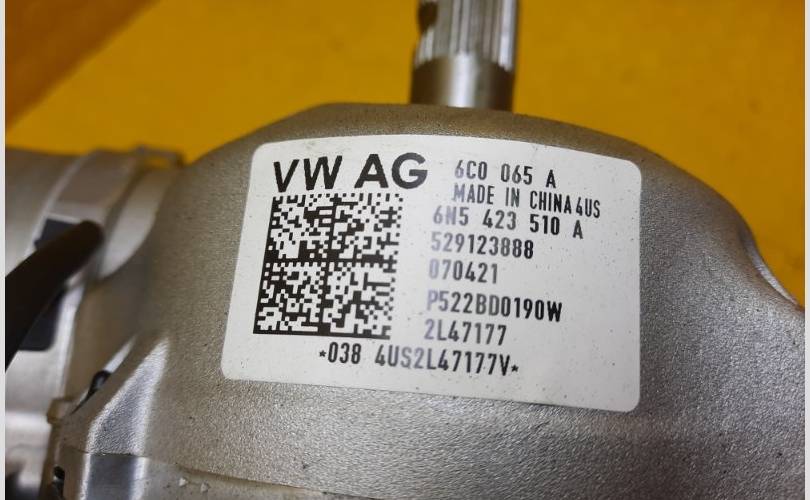 VW AG
6C0 065 A
MADE IN CHINA 4US
6N5 423 510 A
529123888
070421
P522BD0190W
2L47177
*038 4US2L47177V*